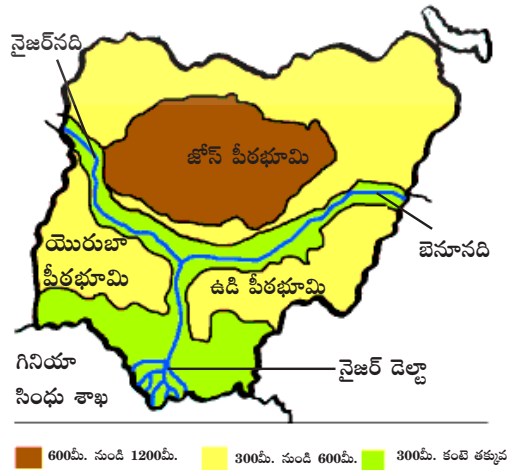 నైజర్‌నది
జోస్ పీఠభూమి
బెనూనది
యొరుబా
పీఠభూమి
ఉడి పీఠభూమి
గినియా
సింధు శాఖ
నైజర్ డెల్టా
600మీ. నుండి 1200మీ.
300మీ. నుండి 600మీ.
300మీ. కంటె తక్కువ